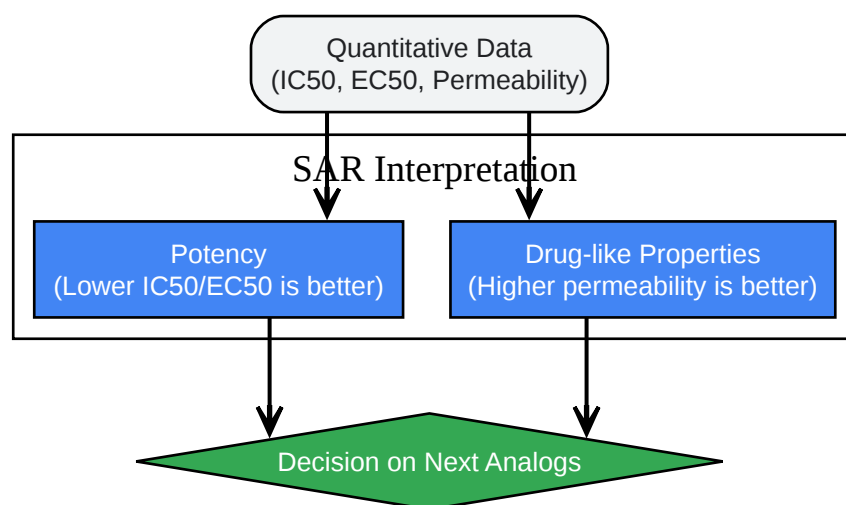 Quantitative Data
(IC50, EC50, Permeability)
SAR Interpretation
Potency
(Lower IC50/EC50 is better)
Drug-like Properties
(Higher permeability is better)
Decision on Next Analogs